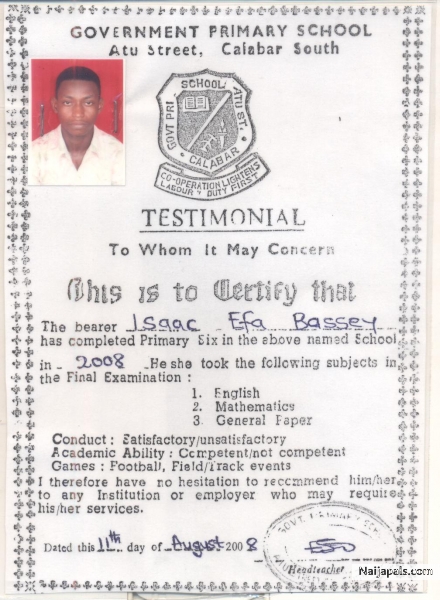 GOVERNMENT PRIMARY SCHOOL
Atu Street, Calabar South
SCHOOL
GOVT PRI
ATU ST.
CALABAR
CO-OPERATION LIGHTENS
LABOUR DUTY FIRST
TESTIMONIAL
To Whom It May Concern
This is to Certify that
The bearer Isaac Efa Bassey
has completed Primary Six in the above named School
in 2008 He she took the following subjects in
the Final Examination :
1. English
2. Mathematics
3. General Paper
Conduct : Satisfactory/unsatisfactory
Academic Ability : Competent/not competent
Games : Football, Field/Track events
I therefore have no hesitation to recommend him/her
to any Institution or employer who may require
his/her services.
Dated this 11th day of August 2008
GOVT. PRIMARY SC
Headteacher
Naijapals.com